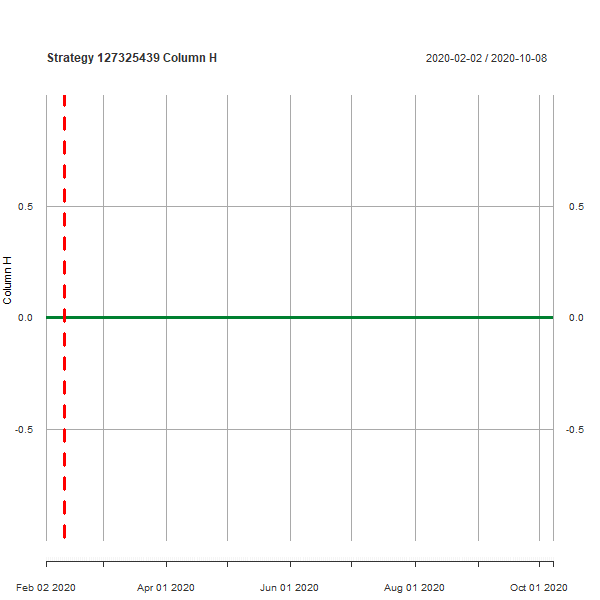 Strategy 127325439 Column H
2020-02-02 / 2020-10-08
0.5
0.5
Column H
0.0
0.0
-0.5
-0.5
Feb 02 2020
Apr 01 2020
Jun 01 2020
Aug 01 2020
Oct 01 2020